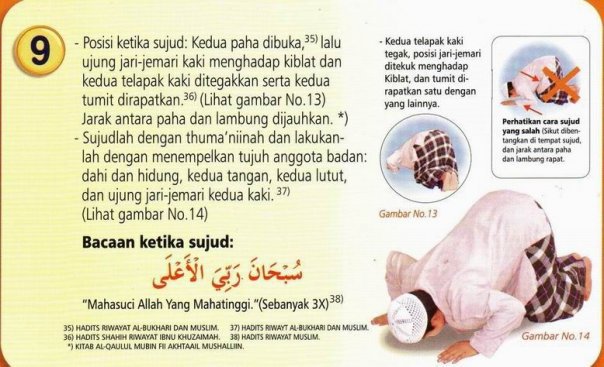 9
- Posisi ketika sujud: Kedua paha dibuka,35) lalu
ujung jari-jemari kaki menghadap kiblat dan
kedua telapak kaki ditegakkan serta kedua
tumit dirapatkan.36) (Lihat gambar No.13)
Jarak antara paha dan lambung dijauhkan. *)
- Sujudlah dengan thuma'niinah dan lakukan-
lah dengan menempelkan tujuh anggota badan:
dahi dan hidung, kedua tangan, kedua lutut,
dan ujung jari-jemari kedua kaki. 37)
(Lihat gambar No.14)
Bacaan ketika sujud:
سُبْحَانَ رَبِّيَ الْأَعْلَى
"Mahasuci Allah Yang Mahatinggi."(Sebanyak 3X)38)
35) HADITS RIWAYAT AL-BUKHARI DAN MUSLIM.
36) HADITS SHAHIH RIWAYAT IBNU KHUZAIMAH.
37) HADITS RIWAYT AL-BUKHARI DAN MUSLIM.
38) HADITS RIWAYAT MUSLIM.
*) KITAB AL-QAULUL MUBIN FII AKHTAAIL MUSHALLIIN.
- Kedua telapak kaki
tegak, posisi jari-jemari
ditekuk menghadap
Kiblat, dan tumit di-
rapatkan satu dengan
yang lainnya.
Gambar No.13
Perhatikan cara sujud
yang salah (Sikut diben-
tangkan di tempat sujud,
dan jarak antara paha
dan lambung rapat.
Gambar No.14